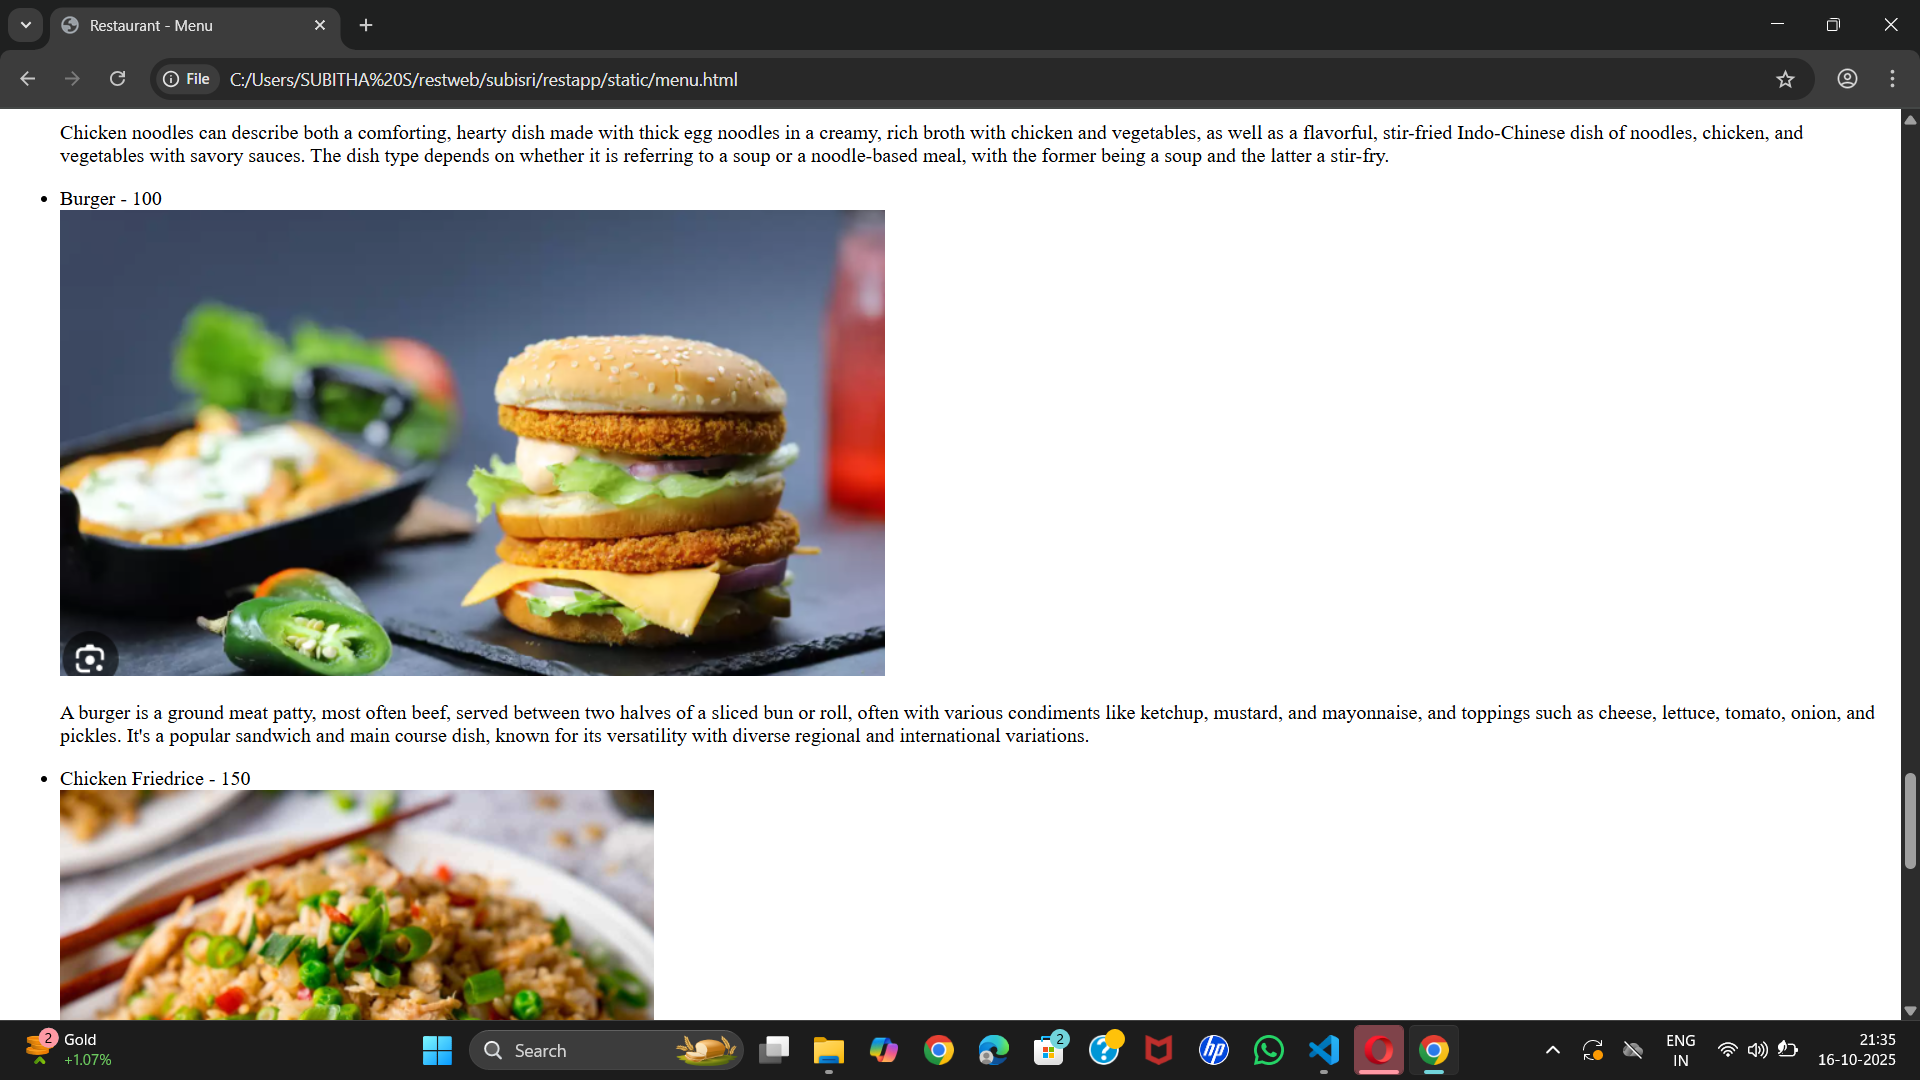 Restaurant - Menu
File
C:/Users/SUBITHA%20S/restweb/subisri/restapp/static/menu.html
Chicken noodles can describe both a comforting, hearty dish made with thick egg noodles in a creamy, rich broth with chicken and vegetables, as well as a flavorful, stir-fried Indo-Chinese dish of noodles, chicken, and
vegetables with savory sauces. The dish type depends on whether it is referring to a soup or a noodle-based meal, with the former being a soup and the latter a stir-fry.
Burger - 100
A burger is a ground meat patty, most often beef, served between two halves of a sliced bun or roll, often with various condiments like ketchup, mustard, and mayonnaise, and toppings such as cheese, lettuce, tomato, onion, and
pickles. It's a popular sandwich and main course dish, known for its versatility with diverse regional and international variations.
Chicken Friedrice - 150
2
Gold
+1.07%
Search
2
?
hp
ENG
IN
21:35
16-10-2025